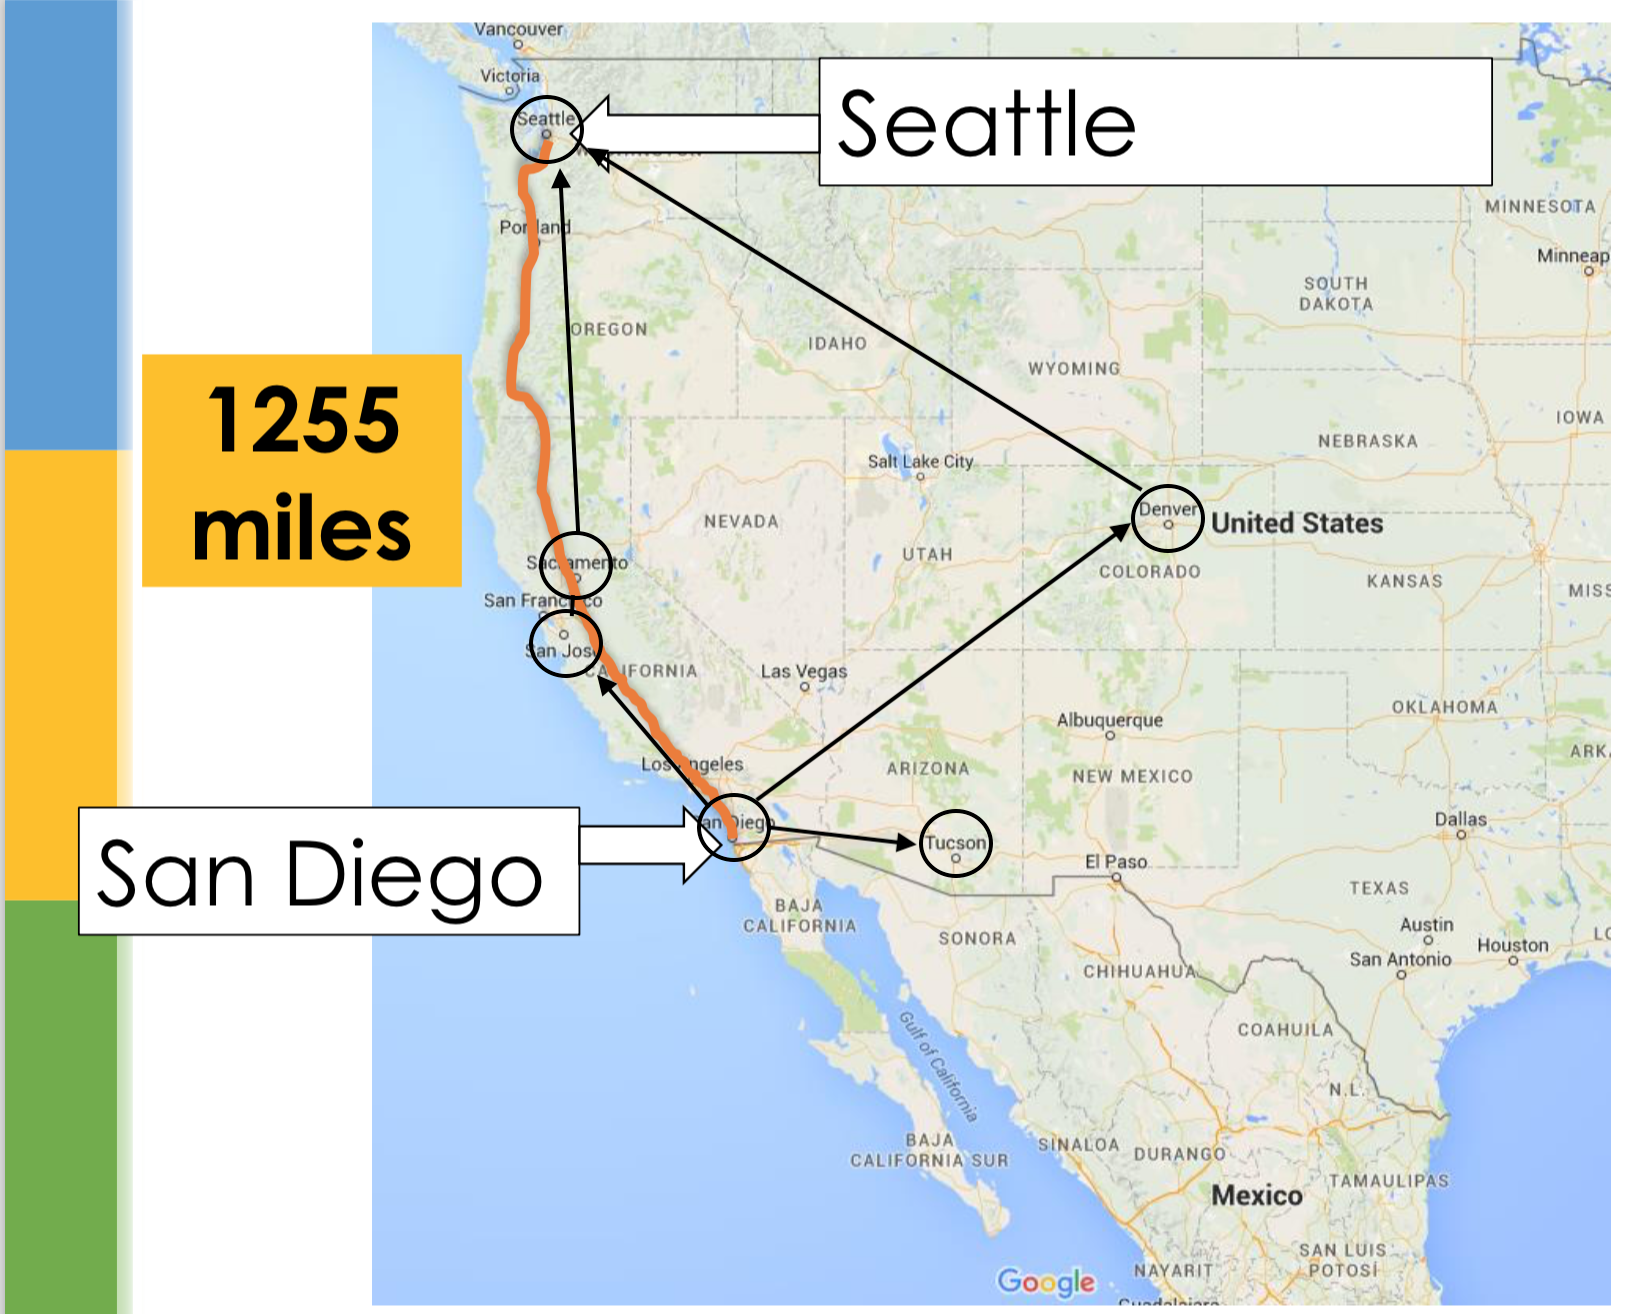 Vancouver
Victoria
Seattle
Seattle
Portland
MINNESOTA
Minneap
SOUTH
DAKOTA
OREGON
IDAHO
WYOMING
1255
miles
IOWA
NEBRASKA
Salt Lake City
NEVADA
Denver
United States
UTAH
COLORADO
KANSAS
MISS
Sacramento
San Francisco
San Jose
CALIFORNIA
Las Vegas
OKLAHOMA
Albuquerque
ARK
Los Angeles
ARIZONA
NEW MEXICO
San Diego
San Diego
Tucson
Dallas
El Paso
TEXAS
BAJA
CALIFORNIA
SONORA
Austin
Houston
San Antonio
CHIHUAHUA
COAHUILA
Gulf of California
N.L.
BAJA
CALIFORNIA SUR
SINALOA
DURANGO
TAMAULIPAS
Mexico
SAN LUIS
POTOSÍ
NAYARIT
Google